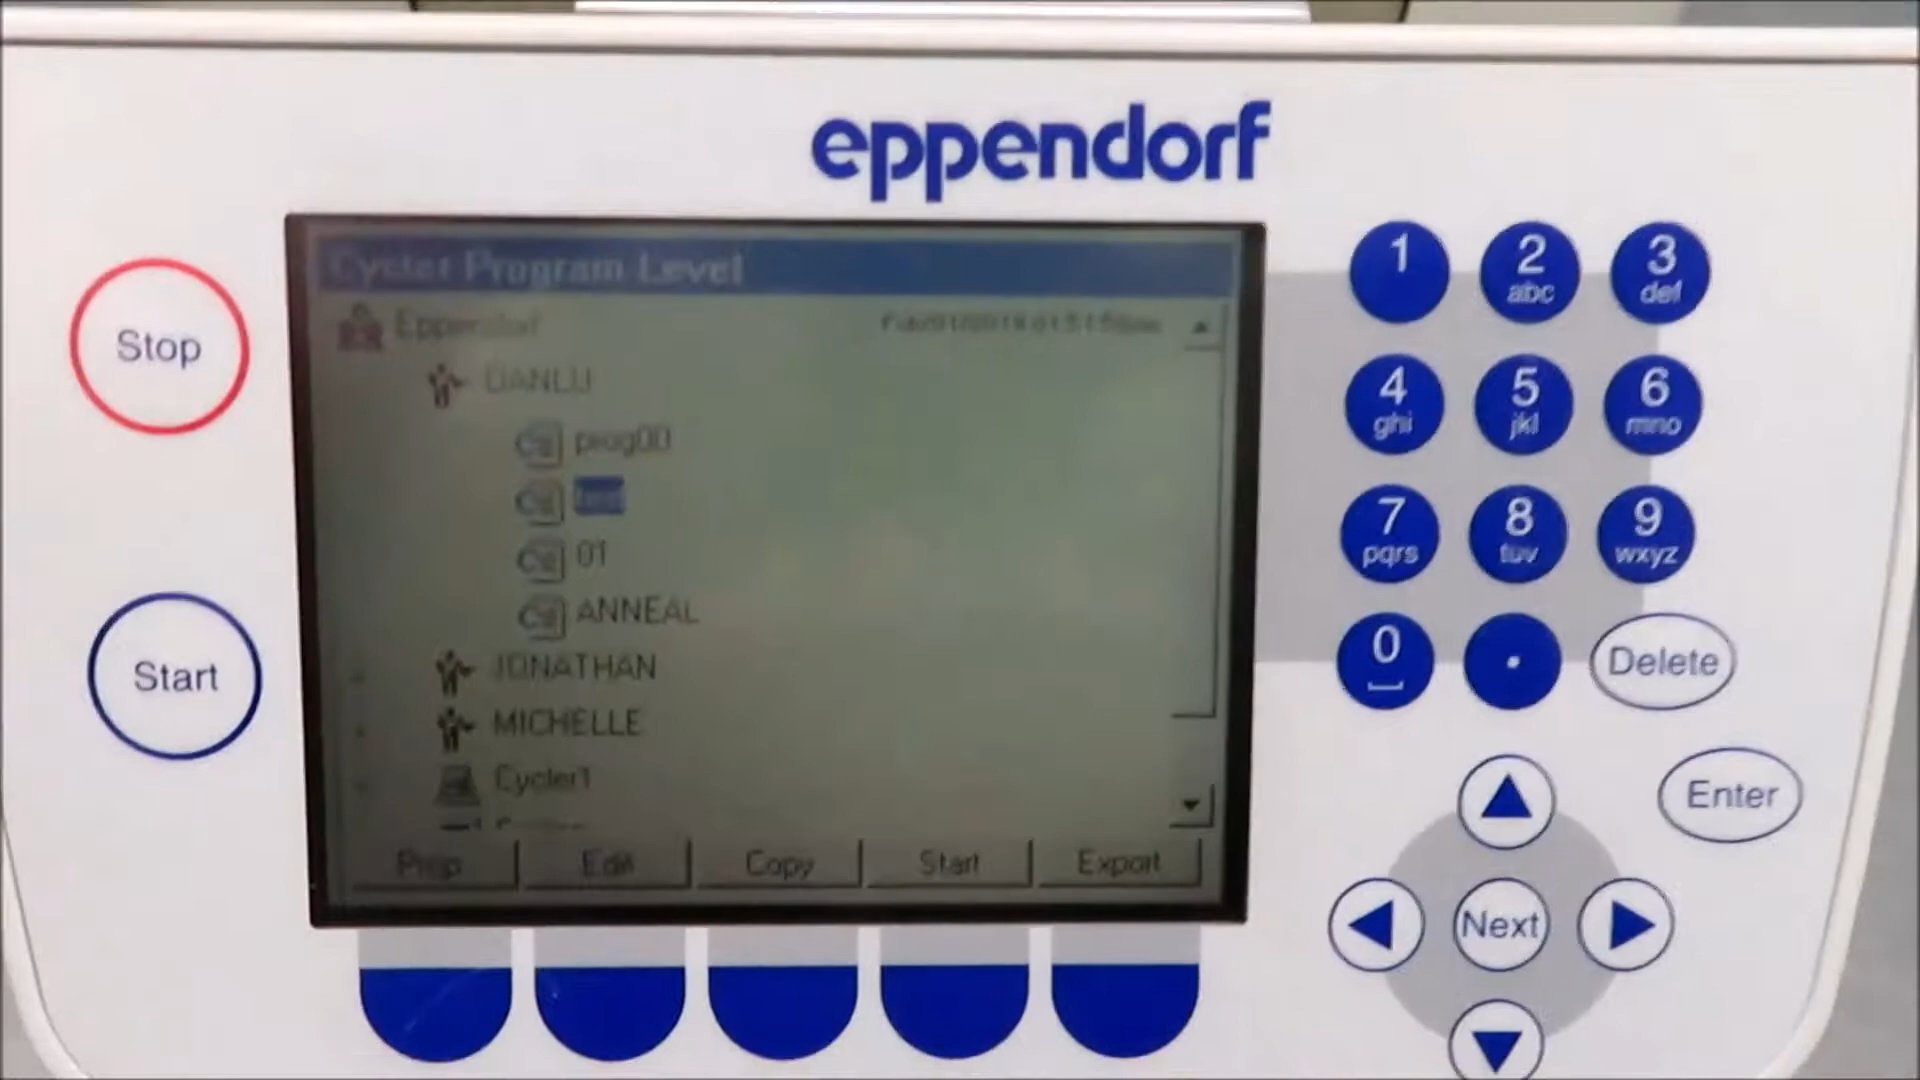 eppendorf
Cycler Program Level
Eppendorf
DANLU
prog00
test
01
ANNEAL
JONATHAN
MICHELLE
Cycler1
Prop Edit Copy Start Export
Stop
Start
1 2 abc 3 def
4 ghi 5 jkl 6 mno
7 pqrs 8 tuv 9 wxyz
0 . Delete
Enter
Next